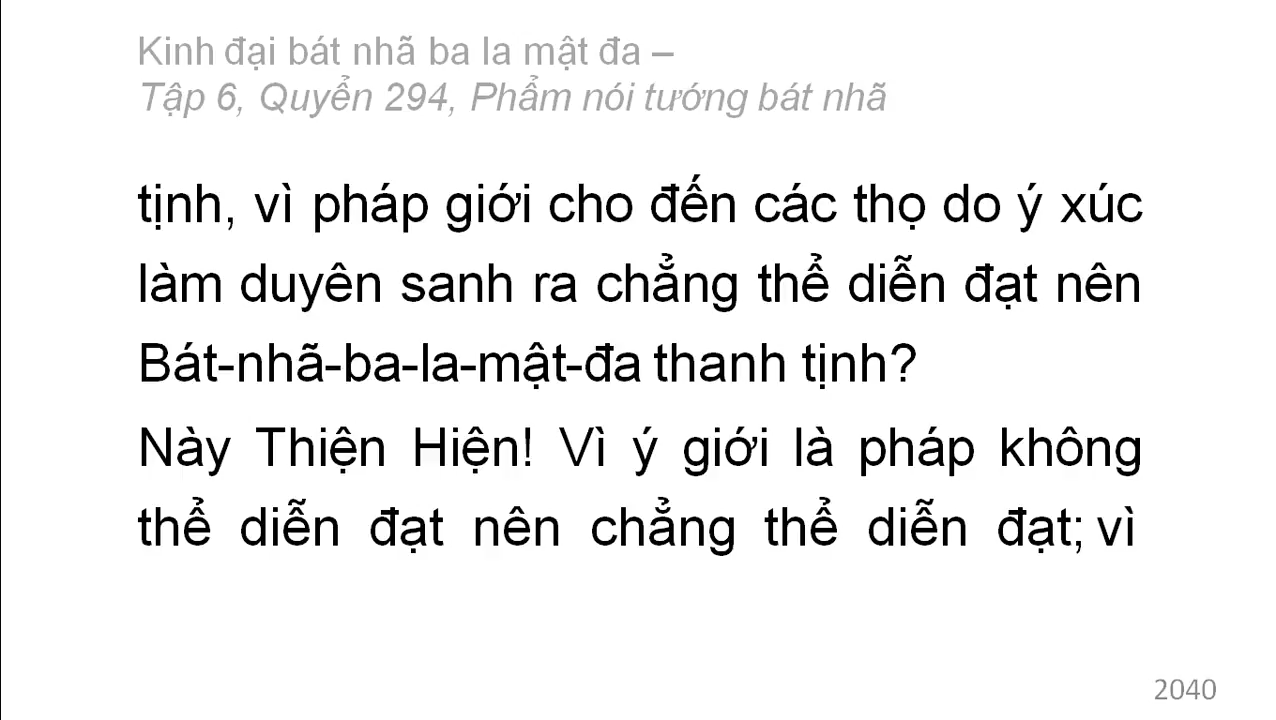 Kinh đại bát nhã ba la mật đa –
Tập 6, Quyển 294, Phẩm nói tướng bát nhã
tịnh, vì pháp giới cho đến các thọ do ý xúc
làm duyên sanh ra chẳng thể diễn đạt nên
Bát-nhã-ba-la-mật-đa thanh tịnh?
Này Thiện Hiện! Vì ý giới là pháp không
thể diễn đạt nên chẳng thể diễn đạt; vì
2040